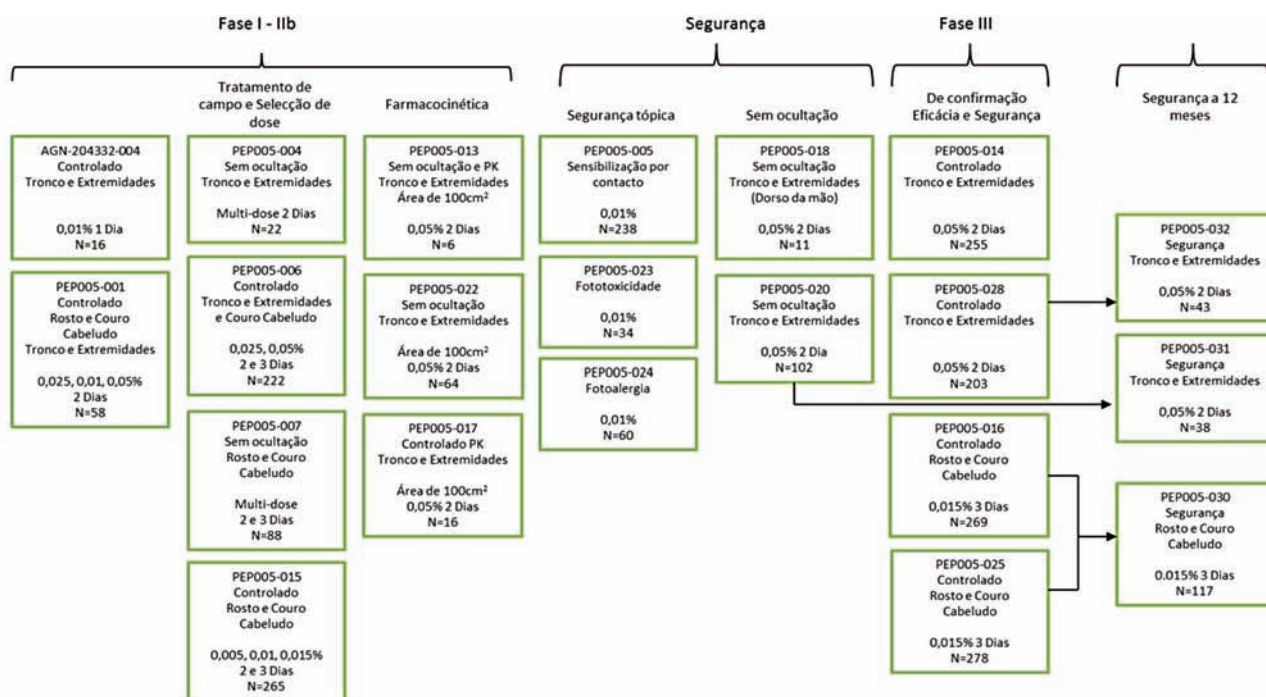 Fase I - IIb
Segurança
Fase III
Tratamento de
campo e Selecção de
dose
Farmacocinética
Segurança tópica
Sem ocultação
De confirmação
Eficácia e Segurança
Segurança a 12
meses
AGN-204332-004
Controlado
Tronco e Extremidades
0,01% 1 Dia
N=16
PEP005-001
Controlado
Rosto e Couro
Cabeludo
Tronco e Extremidades
0,025, 0,01, 0,05%
2 Dias
N=58
PEP005-004
Sem ocultação
Tronco e Extremidades
Multi-dose 2 Dias
N=22
PEP005-006
Controlado
Tronco e Extremidades
e Couro Cabeludo
0,025, 0,05%
2 e 3 Dias
N=222
PEP005-007
Sem ocultação
Rosto e Couro
Cabeludo
Multi-dose
2 e 3 Dias
N=88
PEP005-015
Controlado
Rosto e Couro
Cabeludo
0,005, 0,01, 0,015%
2 e 3 Dias
N=265
PEP005-013
Sem ocultação e PK
Tronco e Extremidades
Área de 100cm²
0,05% 2 Dias
N=6
PEP005-022
Sem ocultação
Tronco e Extremidades
Área de 100cm²
0,05% 2 Dias
N=64
PEP005-017
Controlado PK
Tronco e Extremidades
Área de 100cm²
0,05% 2 Dias
N=16
PEP005-005
Sensibilização por
contacto
0,01%
N=238
PEP005-023
Fototoxicidade
0,01%
N=34
PEP005-024
Fotoalergia
0,01%
N=60
PEP005-018
Sem ocultação
Tronco e Extremidades
(Dorso da mão)
0,05% 2 Dias
N=11
PEP005-020
Sem ocultação
Tronco e Extremidades
0,05% 2 Dia
N=102
PEP005-014
Controlado
Tronco e Extremidades
0,05% 2 Dias
N=255
PEP005-028
Controlado
Tronco e Extremidades
0,05% 2 Dias
N=203
PEP005-016
Controlado
Rosto e Couro
Cabeludo
0,015% 3 Dias
N=269
PEP005-025
Controlado
Rosto e Couro
Cabeludo
0,015% 3 Dias
N=278
PEP005-032
Segurança
Tronco e Extremidades
0,05% 2 Dias
N=43
PEP005-031
Segurança
Tronco e Extremidades
0,05% 2 Dias
N=38
PEP005-030
Segurança
Rosto e Couro
Cabeludo
0.015% 3 Dias
N=117